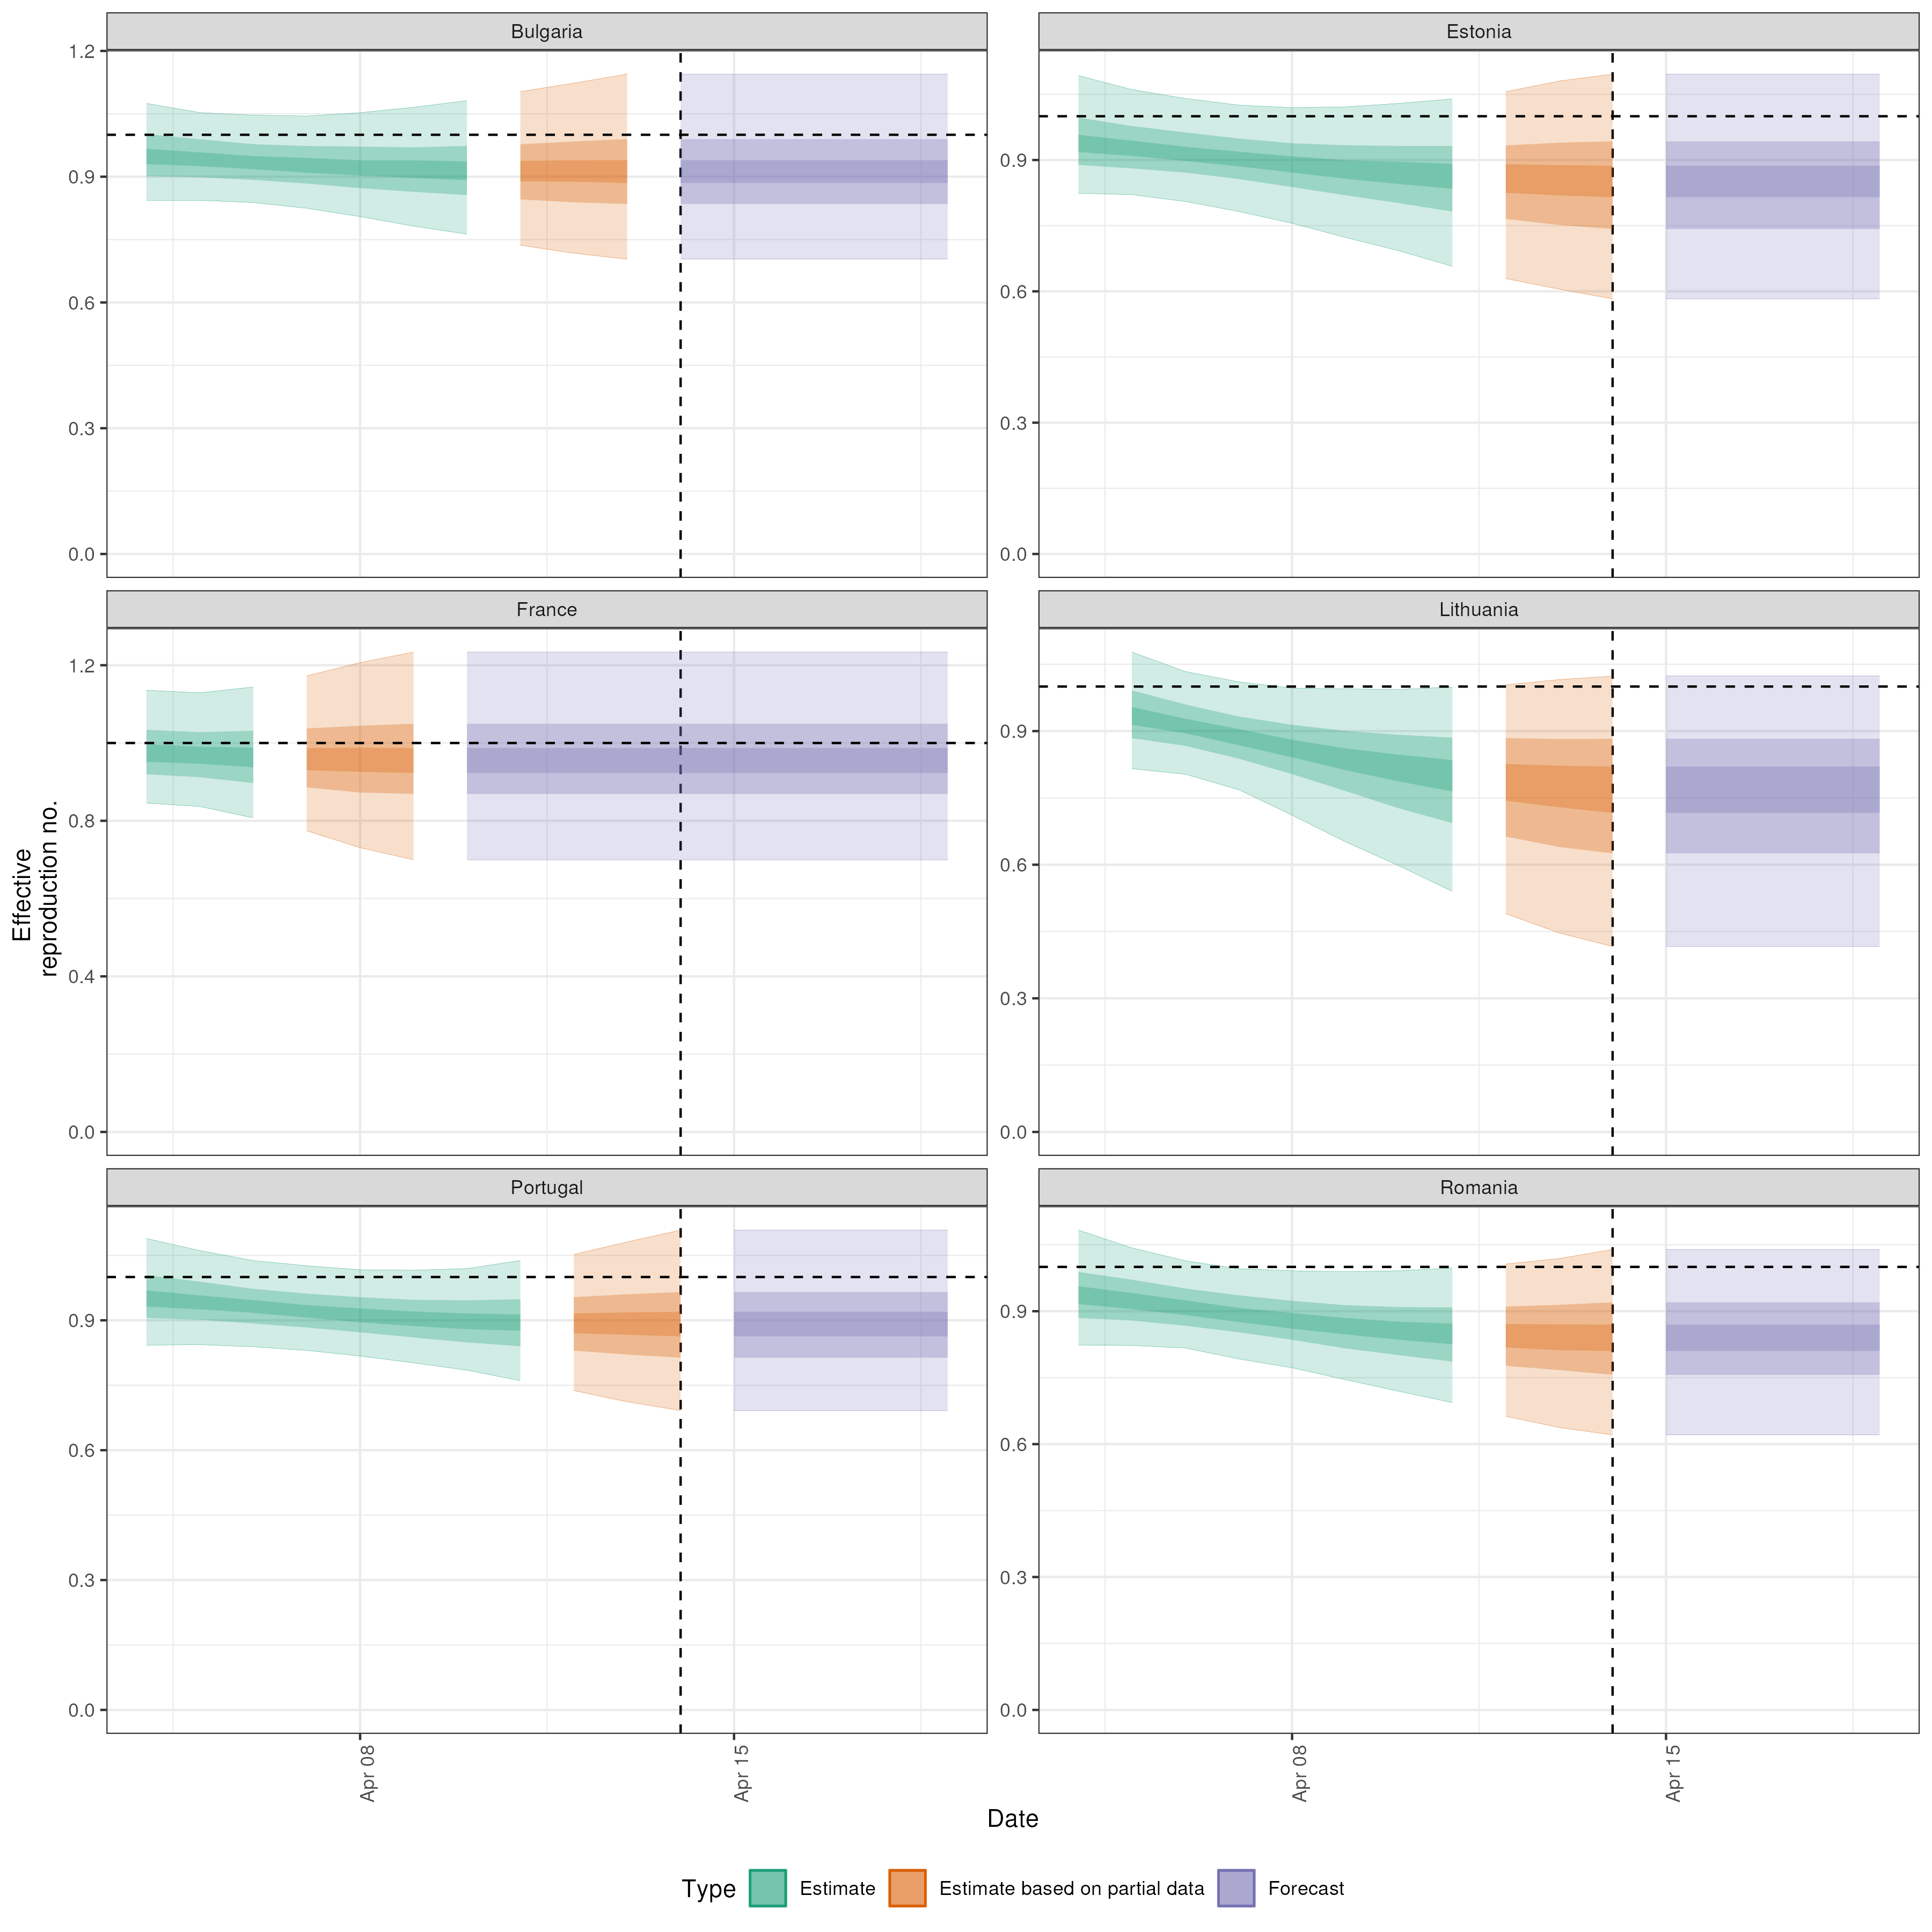 Bulgaria
Estonia
1.2
0.9
0.6
0.3
0.0
0.9
0.6
0.3
0.0
France
Lithuania
1.2
0.8
0.4
0.0
0.9
0.6
0.3
0.0
Effective
reproduction no.
Portugal
Romania
0.9
0.6
0.3
0.0
0.9
0.6
0.3
0.0
Apr 08
Apr 15
Apr 08
Apr 15
Date
Type Estimate Estimate based on partial data Forecast